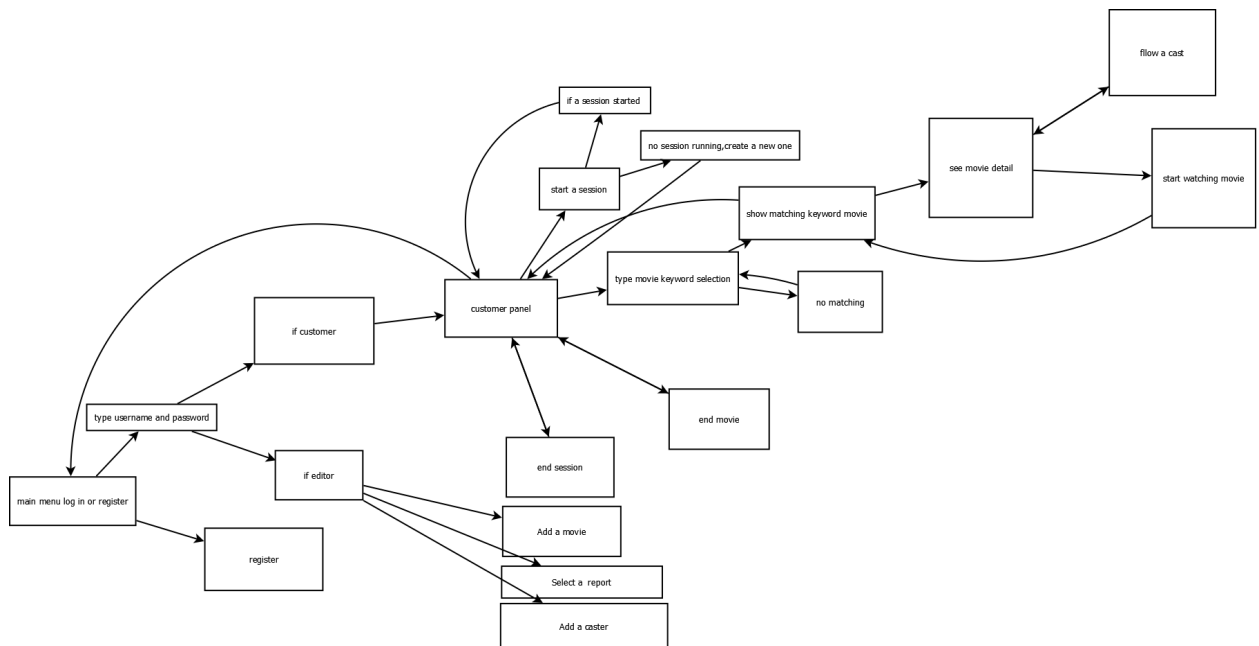 fllow a cast
if a session started
no session running,create a new one
see movie detail
start watching movie
start a session
show matching keyword movie
type movie keyword selection
no matching
customer panel
if customer
type username and password
end movie
end session
if editor
main menu log in or register
Add a movie
register
Select a  report
Add a caster